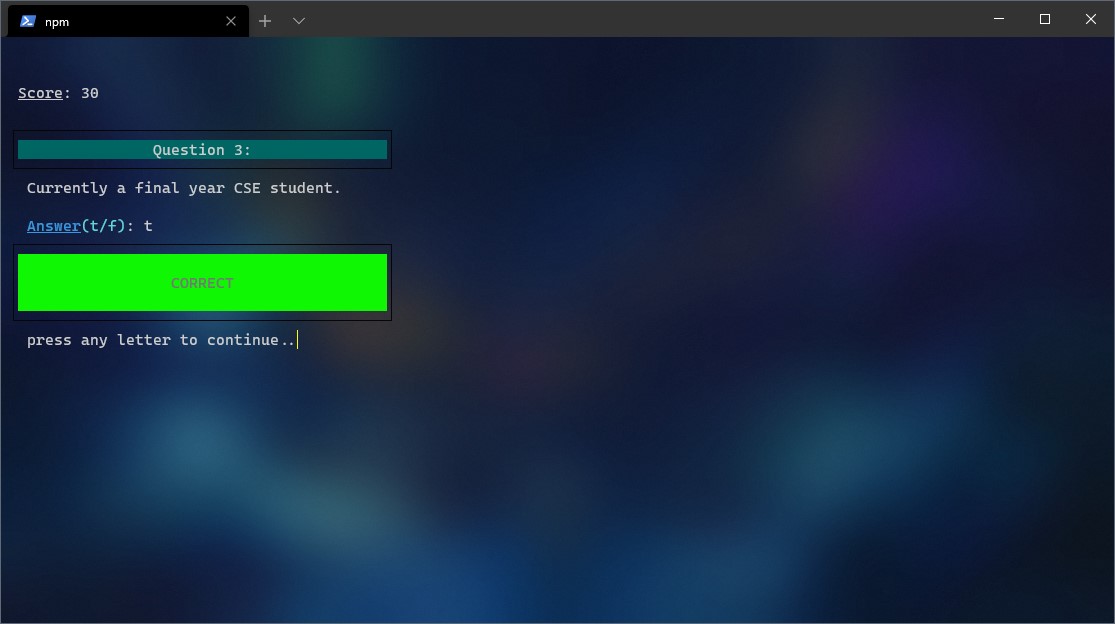 npm
Score: 30
Question 3:
Currently a final year CSE student.
Answer(t/f): t
CORRECT
press any letter to continue..